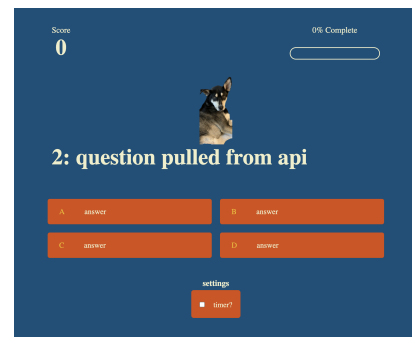 Score
0% Complete
0
2: question pulled from api
A answer
B answer
C answer
D answer
settings
timer?